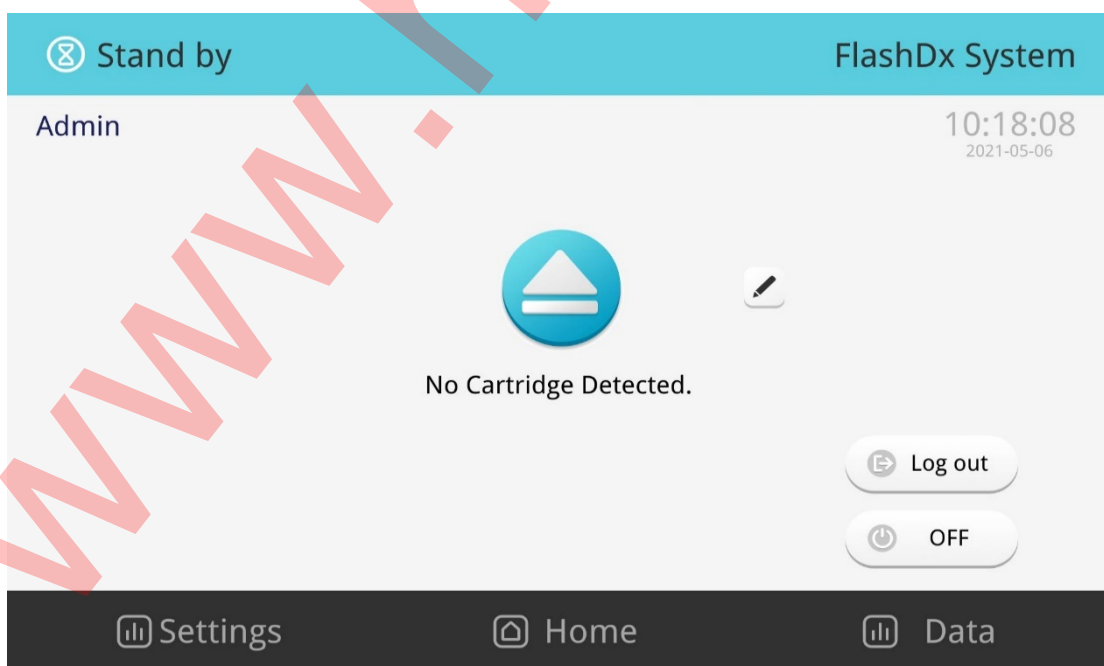 Stand by
FlashDx System
Admin
10:18:08
2021-05-06
No Cartridge Detected.
Log out
OFF
Settings
Home
Data
www.